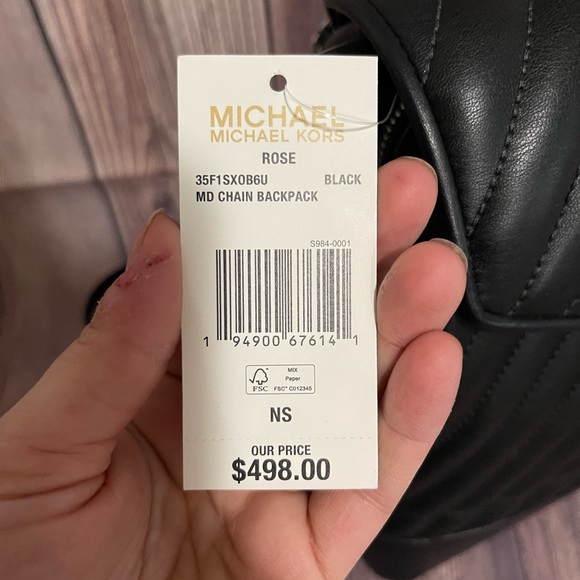 MICHAEL
MICHAEL KORS
ROSE
35F1SXOB6U BLACK
MD CHAIN BACKPACK
S984-0001
1 94900 67614 1
FSC
MIX
Paper
FSC® C012345
NS
OUR PRICE
$498.00